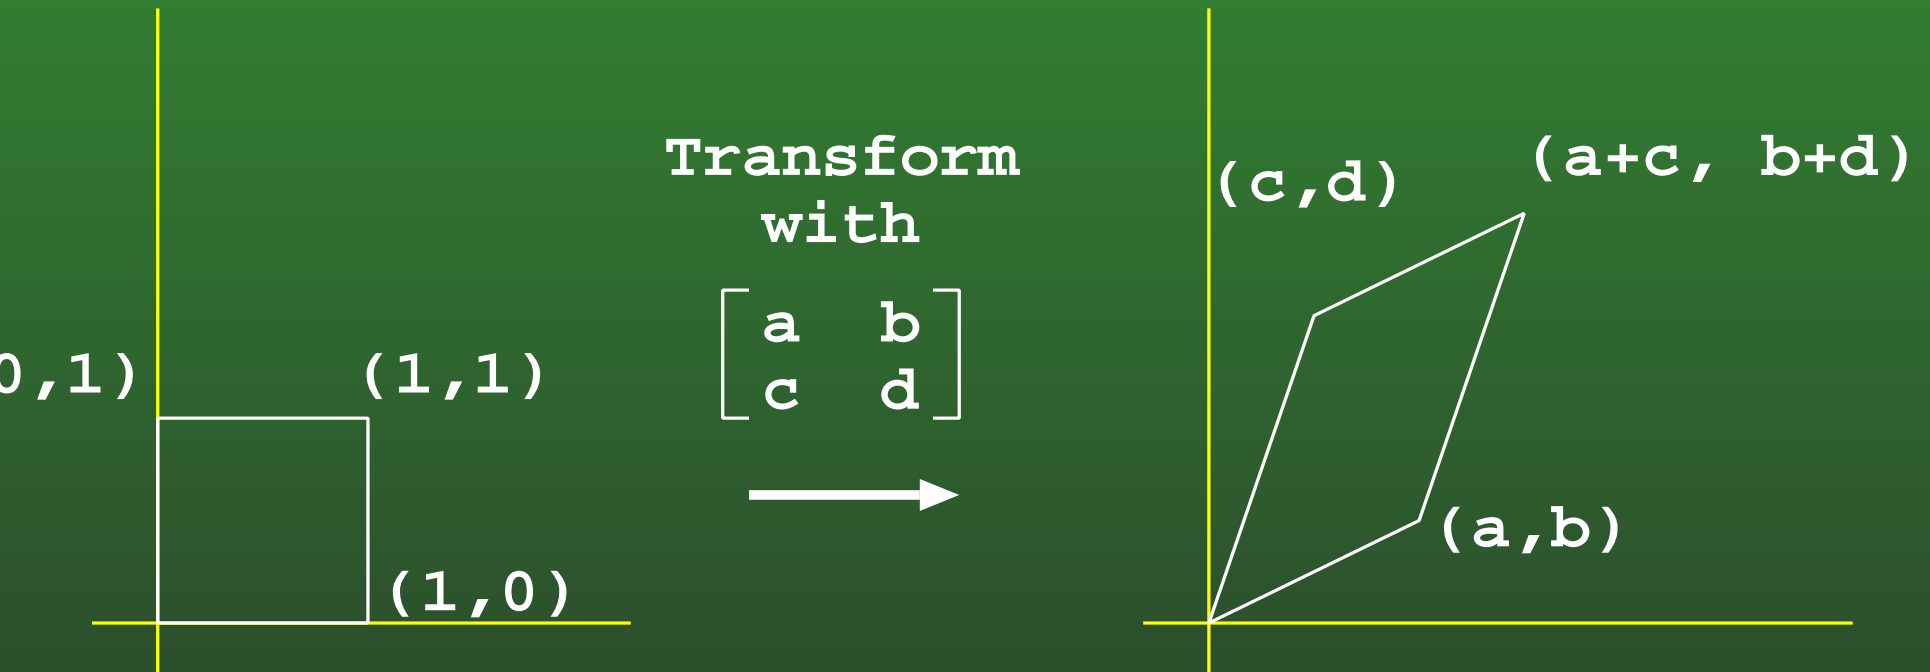 0,1)
(1,1)
(1,0)
Transform
with
a b
c d
(c,d)
(a+c, b+d)
(a,b)